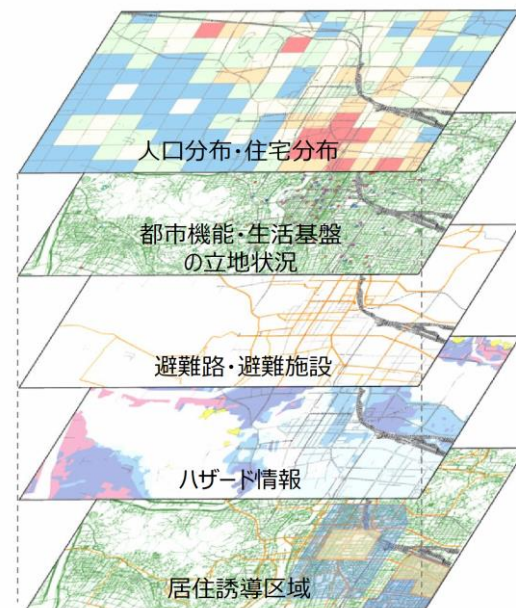 人口分布・住宅分布
都市機能・生活基盤
の立地状況
避難路・避難施設
ハザード情報
居住誘導区域